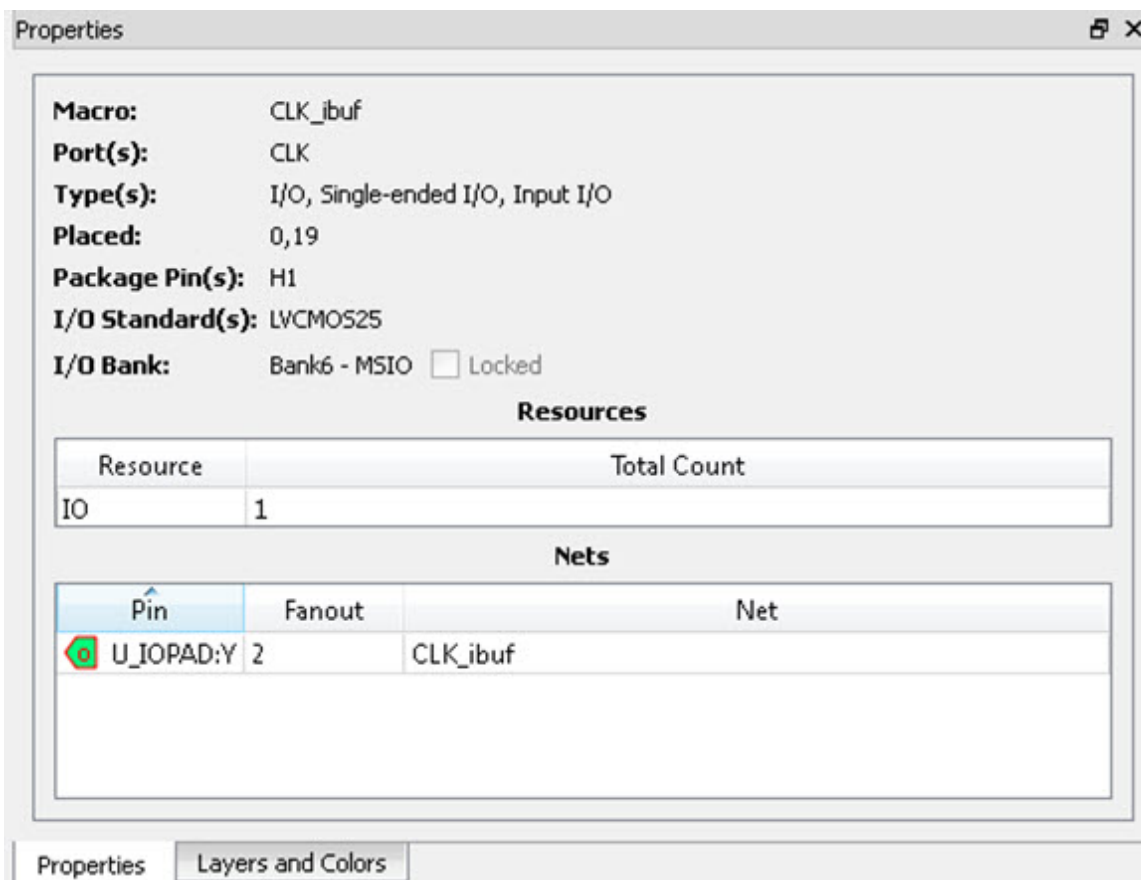 Properties
Macro: CLK_ibuf
Port(s): CLK
Type(s): I/O, Single-ended I/O, Input I/O
Placed: 0,19
Package Pin(s): H1
I/O Standard(s): LVCMOS25
I/O Bank: Bank6 - MSIO Locked
Resources
Resource Total Count
IO 1
Nets
Pin Fanout Net
O U_IOPAD:Y 2 CLK_ibuf
Properties Layers and Colors